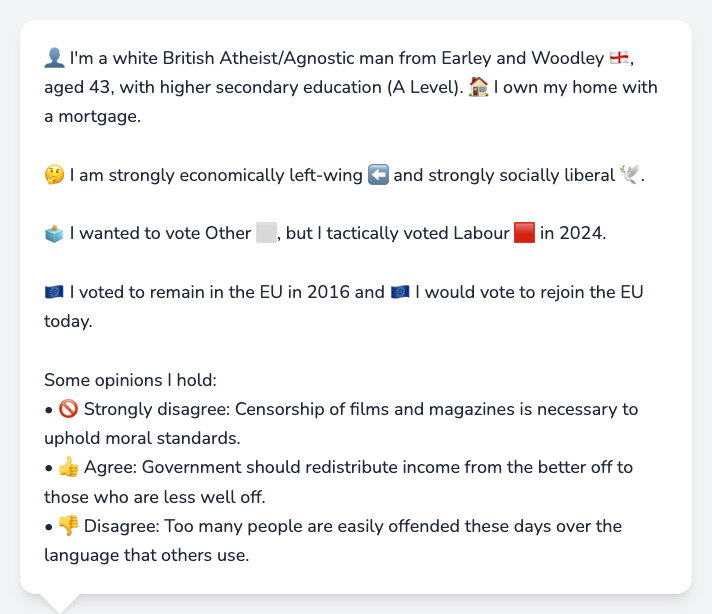 👤 I'm a white British Atheist/Agnostic man from Earley and Woodley 🏴󠁧󠁢󠁥󠁮󠁧󠁿,
aged 43, with higher secondary education (A Level). 🏠 I own my home with
a mortgage.
🤔 I am strongly economically left-wing ⬅️ and strongly socially liberal 🕊️.
🗳️ I wanted to vote Other ⬜, but I tactically voted Labour 🟥 in 2024.
🇪🇺 I voted to remain in the EU in 2016 and 🇪🇺 I would vote to rejoin the EU
today.
Some opinions I hold:
• 🚫 Strongly disagree: Censorship of films and magazines is necessary to
uphold moral standards.
• 👍 Agree: Government should redistribute income from the better off to
those who are less well off.
• 👎 Disagree: Too many people are easily offended these days over the
language that others use.